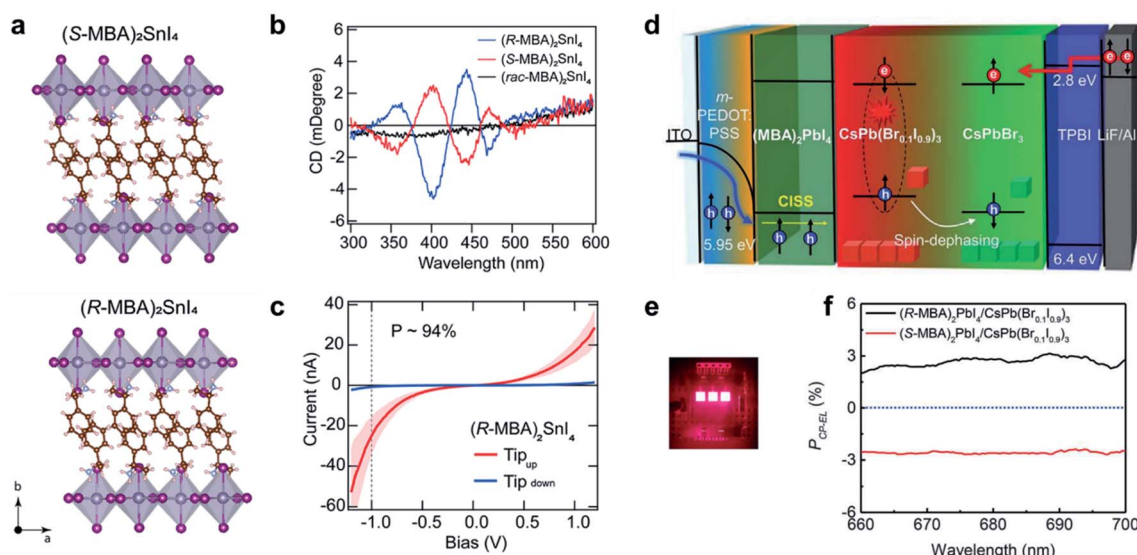 a
(S-MBA)₂SnI₄
(R-MBA)₂SnI₄
b
a
b
(R-MBA)₂SnI₄
(S-MBA)₂SnI₄
(rac-MBA)₂SnI₄
CD (mDegree)
6
4
2
0
-2
-4
-6
300 350 400 450 500 550 600
Wavelength (nm)
c
P ~ 94%
(R-MBA)₂SnI₄
Tip up
Tip down
Current (nA)
40
20
0
-20
-40
-60
-1.0 -0.5 0.0 0.5 1.0
Bias (V)
d
ITO
m-
PEDOT:
PSS
5.95 eV
h h
(MBA)₂PbI₄
CISS
h h
CsPb(Br₀.₁I₀.₉)₃
e
h
Spin-dephasing
CsPbBr₃
e
h
2.8 eV
TPBI
6.4 eV
LiF/Al
e e
e
f
(R-MBA)₂PbI₄/CsPb(Br₀.₁I₀.₉)₃
(S-MBA)₂PbI₄/CsPb(Br₀.₁I₀.₉)₃
P CP-EL (%)
6
3
0
-3
-6
660 670 680 690 700
Wavelength (nm)